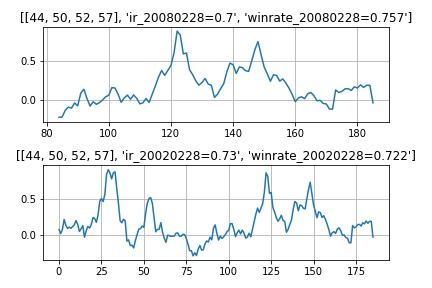 [[44, 50, 52, 57], 'ir_20080228=0.7', 'winrate_20080228=0.757']
0.5
0.0
80 100 120 140 160 180
[[44, 50, 52, 57], 'ir_20020228=0.73', 'winrate_20020228=0.722']
0.5
0.0
0 25 50 75 100 125 150 175